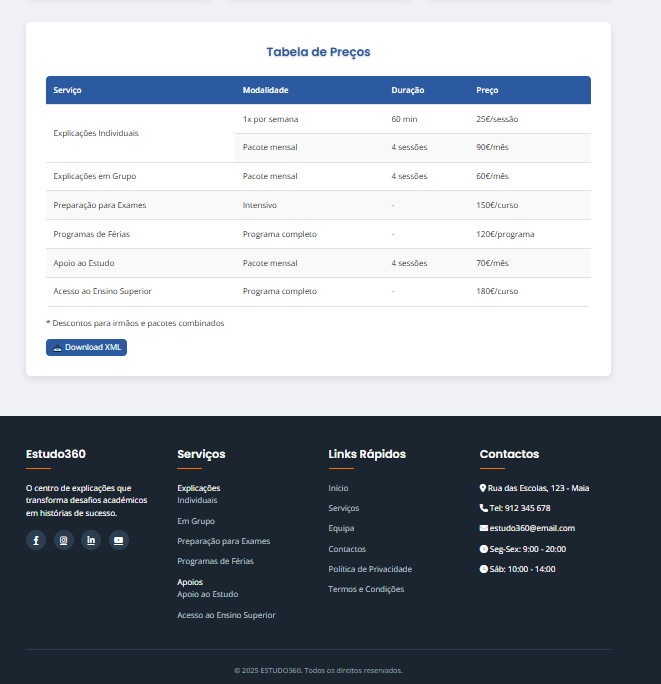 Tabela de Preços
Serviço Modalidade Duração Preço
Explicações Individuais 1x por semana 60 min 25€/sessão
Pacote mensal 4 sessões 90€/mês
Explicações em Grupo Pacote mensal 4 sessões 60€/mês
Preparação para Exames Intensivo - 150€/curso
Programas de Férias Programa completo - 120€/programa
Apoio ao Estudo Pacote mensal 4 sessões 70€/mês
Acesso ao Ensino Superior Programa completo - 180€/curso
* Descontos para irmãos e pacotes combinados
Download XML
Estudo360
O centro de explicações que
transforma desafios académicos
em histórias de sucesso.
Serviços
Explicações
Individuais
Em Grupo
Preparação para Exames
Programas de Férias
Apoios
Apoio ao Estudo
Acesso ao Ensino Superior
Links Rápidos
Início
Serviços
Equipa
Contactos
Política de Privacidade
Termos e Condições
Contactos
Rua das Escolas, 123 - Maia
Tel: 912 345 678
estudo360@email.com
Seg-Sex: 9:00 - 20:00
Sáb: 10:00 - 14:00
© 2025 ESTUDO360. Todos os direitos reservados.